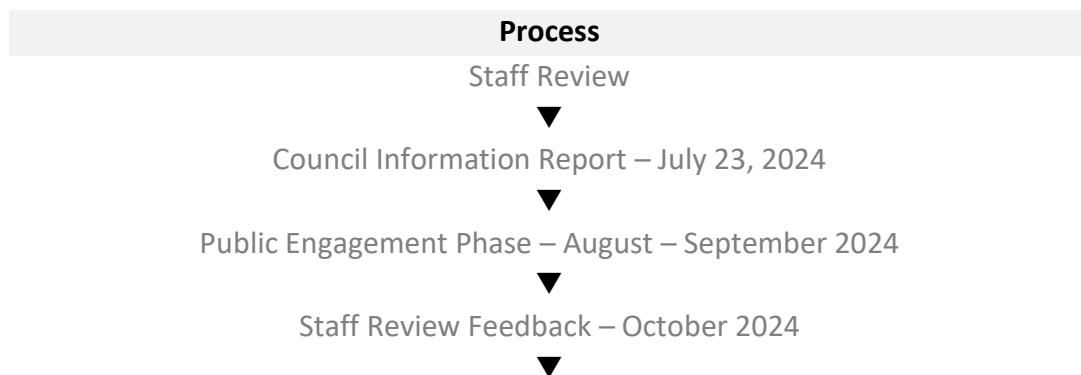 Process
Staff Review
Council Information Report – July 23, 2024
Public Engagement Phase – August – September 2024
Staff Review Feedback – October 2024